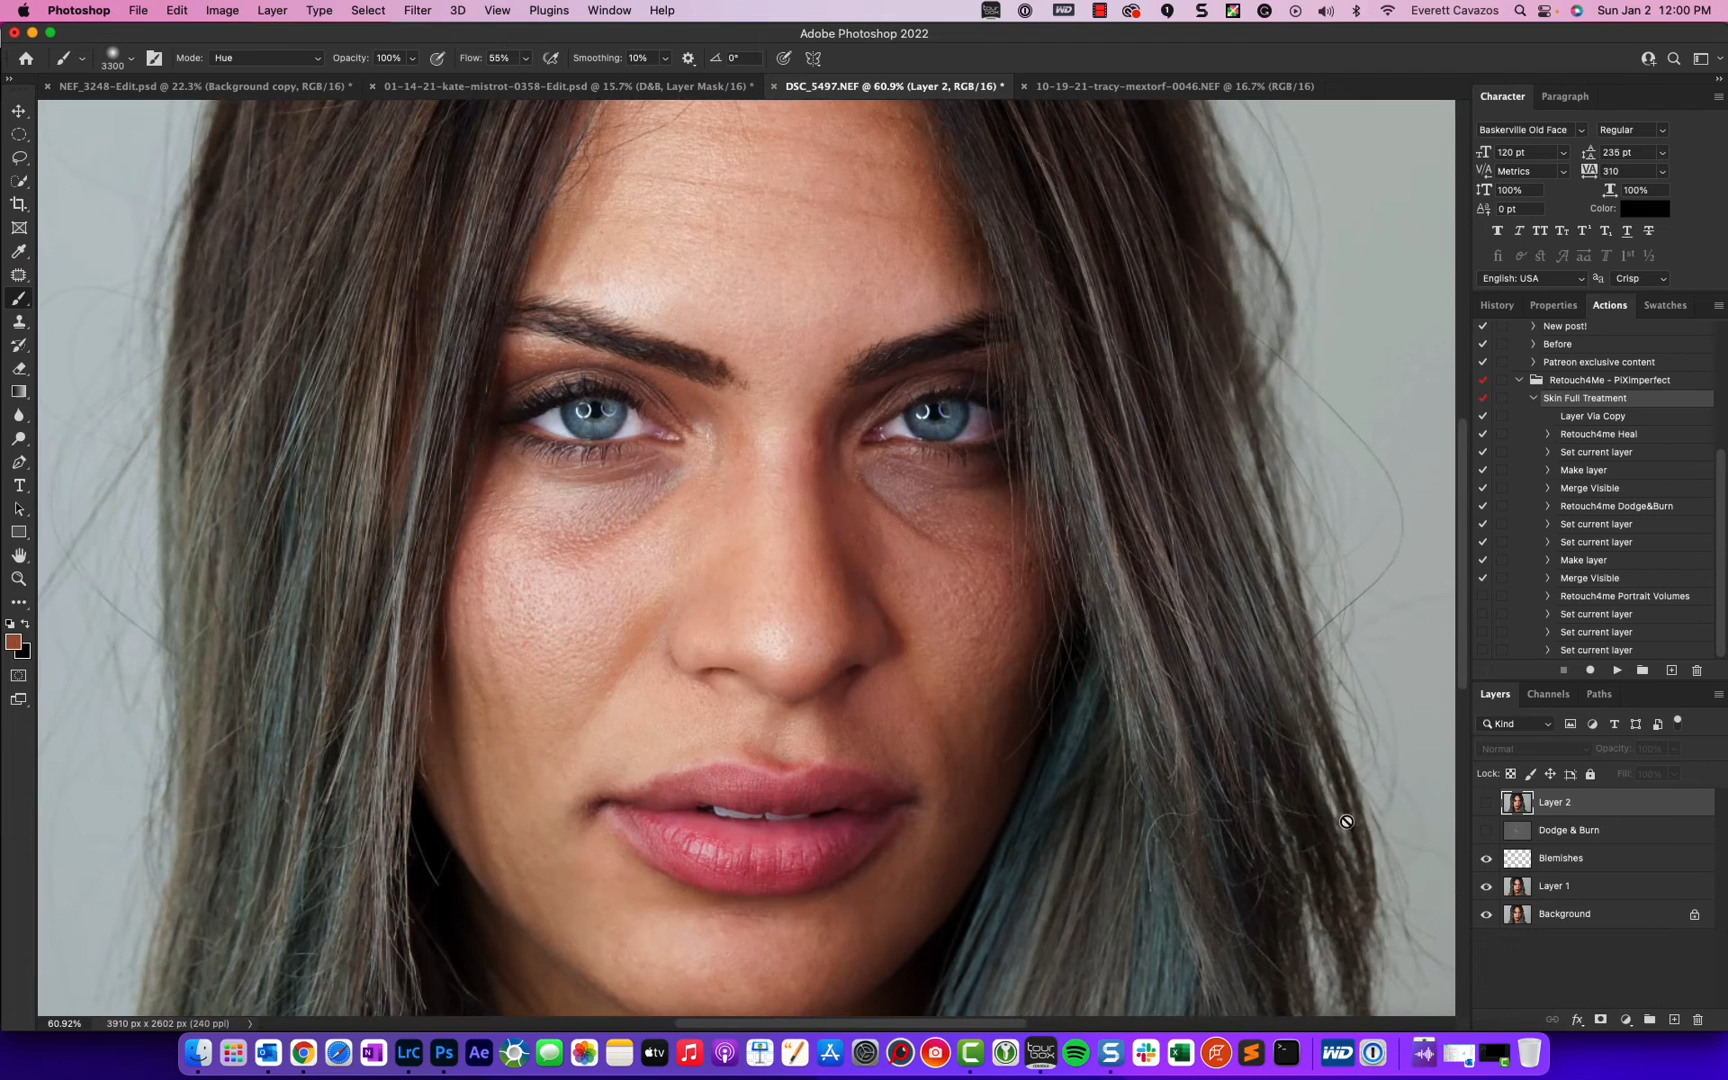 Photoshop File Edit Image Layer Type Select Filter 3D View Plugins Window Help Everett Cavazos Sun Jan 2 12:00 PM
Adobe Photoshop 2022
3300 Mode: Hue Opacity: 100% Flow: 55% Smoothing: 10% 0°
NEF_3248-Edit.psd @ 22.3% (Background copy, RGB/16) * 01-14-21-kate-mistrot-0358-Edit.psd @ 15.7% (D&B, Layer Mask/16) * DSC_5497.NEF @ 60.9% (Layer 2, RGB/16) * 10-19-21-tracy-mextorf-0046.NEF @ 16.7% (RGB/16)
Character Paragraph
Baskerville Old Face Regular
120 pt 235 pt
Metrics 310
100% 100%
0 pt Color:
English: USA Crisp
History Properties Actions Swatches
New post!
Before
Patreon exclusive content
Retouch4Me - PiXimperfect
Skin Full Treatment
Layer Via Copy
Retouch4me Heal
Set current layer
Make layer
Merge Visible
Retouch4me Dodge&Burn
Set current layer
Set current layer
Make layer
Merge Visible
Retouch4me Portrait Volumes
Set current layer
Set current layer
Set current layer
Layers Channels Paths
Kind
Normal Opacity: 100%
Lock: Fill: 100%
Layer 2
Dodge & Burn
Blemishes
Layer 1
Background
60.92% 3910 px x 2602 px (240 ppi)
LrC Ps Ae tv tour box WD